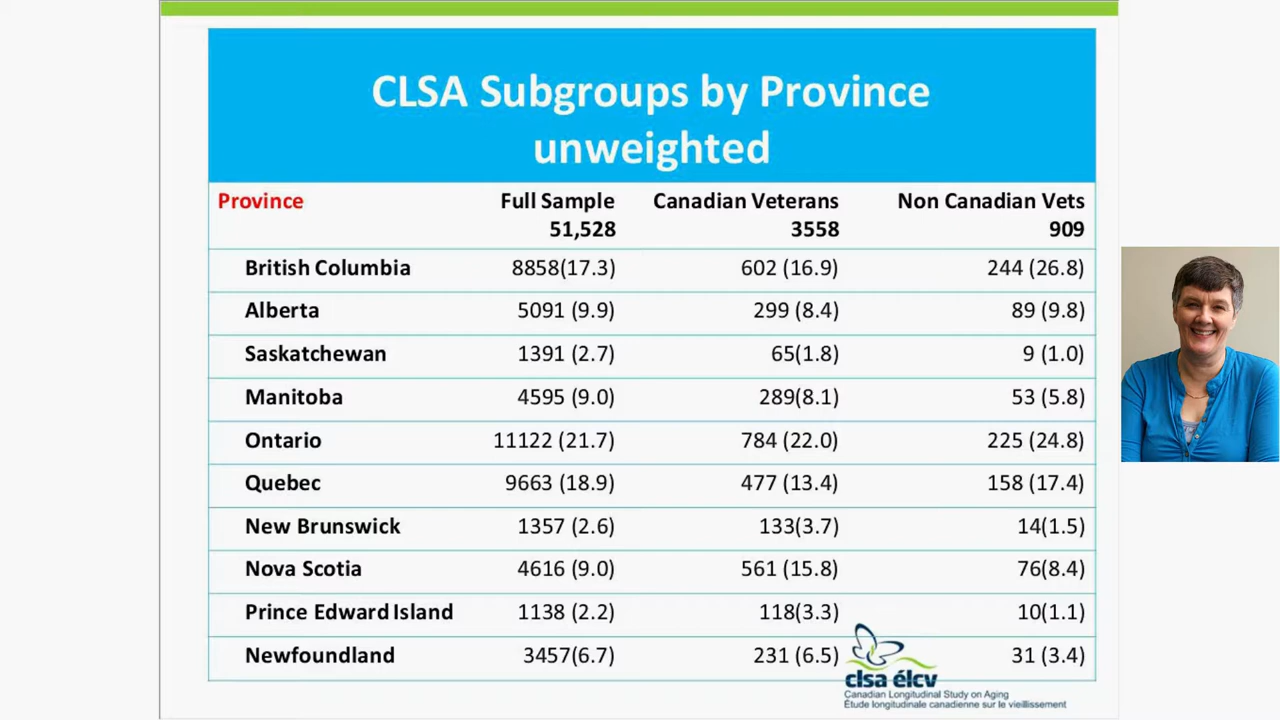 CLSA Subgroups by Province
unweighted
Province Full Sample Canadian Veterans Non Canadian Vets
51,528 3558 909
British Columbia 8858(17.3) 602 (16.9) 244 (26.8)
Alberta 5091 (9.9) 299 (8.4) 89 (9.8)
Saskatchewan 1391 (2.7) 65(1.8) 9 (1.0)
Manitoba 4595 (9.0) 289(8.1) 53 (5.8)
Ontario 11122 (21.7) 784 (22.0) 225 (24.8)
Quebec 9663 (18.9) 477 (13.4) 158 (17.4)
New Brunswick 1357 (2.6) 133(3.7) 14(1.5)
Nova Scotia 4616 (9.0) 561 (15.8) 76(8.4)
Prince Edward Island 1138 (2.2) 118(3.3) 10(1.1)
Newfoundland 3457(6.7) 231 (6.5) 31 (3.4)
clsa élcv
Canadian Longitudinal Study on Aging
Étude longitudinale canadienne sur le vieillissement